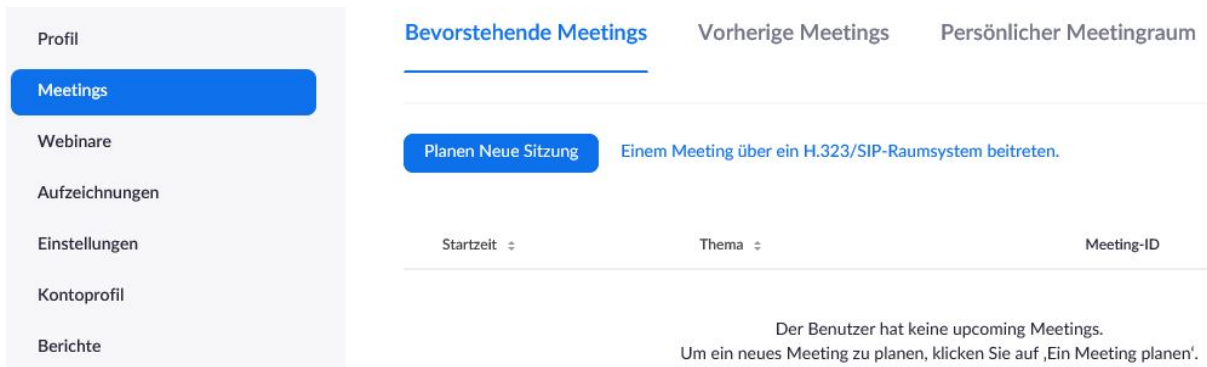 Profil
Meetings
Webinare
Aufzeichnungen
Einstellungen
Kontoprofil
Berichte
Bevorstehende Meetings Vorherige Meetings Persönlicher Meetingraum
Planen Neue Sitzung Einem Meeting über ein H.323/SIP-Raumsystem beitreten.
Startzeit Thema Meeting-ID
Der Benutzer hat keine upcoming Meetings.
Um ein neues Meeting zu planen, klicken Sie auf ‚Ein Meeting planen‘.